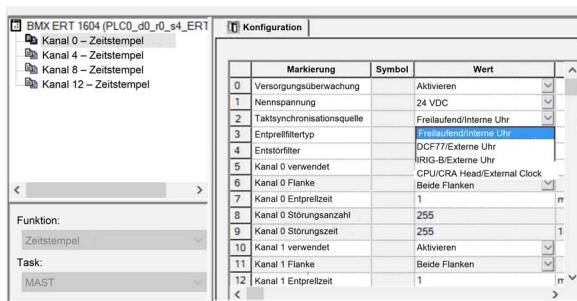 BMX ERT 1604 (PLC0_d0_r0_s4_ERT
Kanal 0 – Zeitstempel
Kanal 4 – Zeitstempel
Kanal 8 – Zeitstempel
Kanal 12 – Zeitstempel
Funktion:
Zeitstempel
Task:
MAST
Konfiguration
Markierung Symbol Wert
0 Versorgungsüberwachung Aktivieren
1 Nennspannung 24 VDC
2 Taktsynchronisationsquelle Freilaufend/Interne Uhr
3 Entprellfiltertyp Freilaufend/Interne Uhr
4 Entstörfilter DCF77/Externe Uhr
IRIG-B/Externe Uhr
5 Kanal 0 verwendet CPU/CRA Head/External Clock
6 Kanal 0 Flanke Beide Flanken
7 Kanal 0 Entprellzeit 1 m
8 Kanal 0 Störungsanzahl 255
9 Kanal 0 Störungszeit 255 1
10 Kanal 1 verwendet Aktivieren
11 Kanal 1 Flanke Beide Flanken
12 Kanal 1 Entprellzeit 1 m